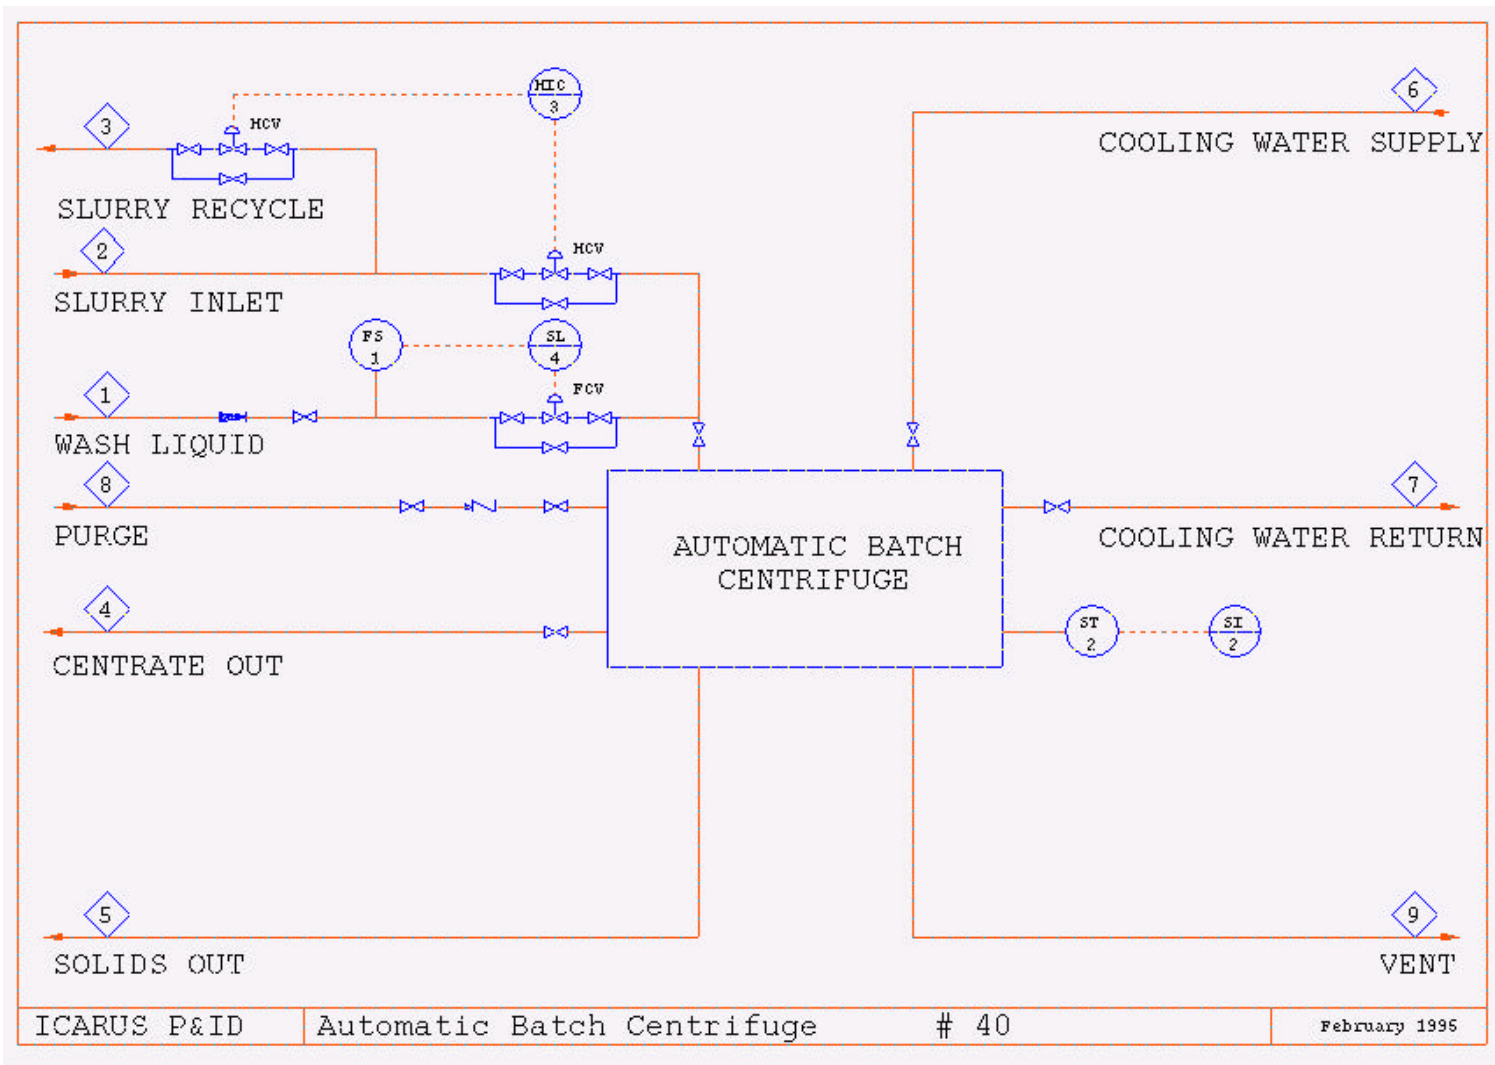 HIC
3
6
3
HCV
COOLING WATER SUPPLY
SLURRY RECYCLE
2
HCV
SLURRY INLET
FS
1
SL
4
1
FCV
WASH LIQUID
8
7
PURGE
COOLING WATER RETURN
AUTOMATIC BATCH
CENTRIFUGE
4
ST
2
SI
2
CENTRATE OUT
5
9
SOLIDS OUT
VENT
ICARUS P&ID
Automatic Batch Centrifuge # 40
February 1995